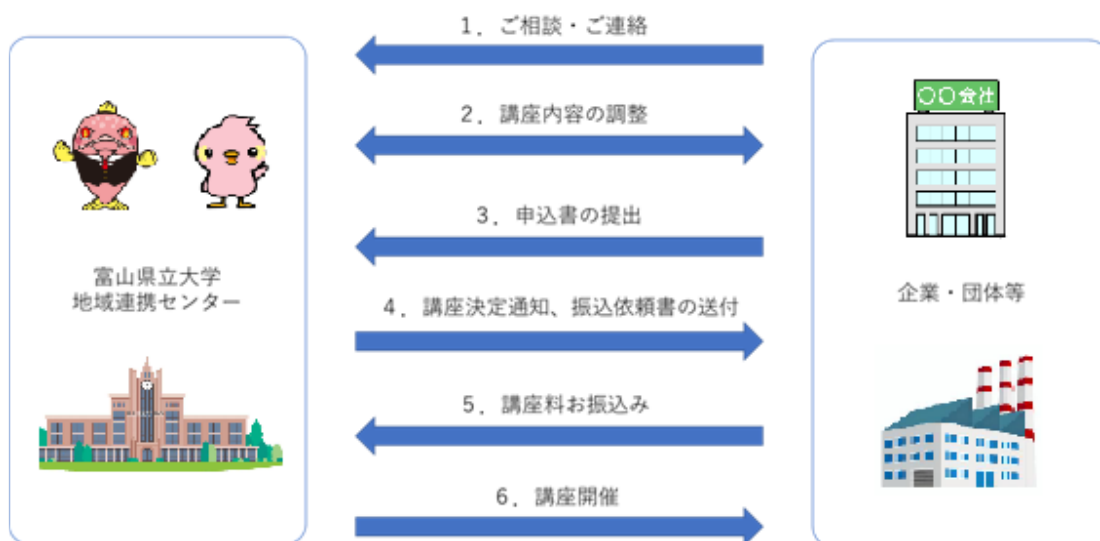 1．ご相談・ご連絡
2．講座内容の調整
3．申込書の提出
4．講座決定通知、振込依頼書の送付
5．講座料お振込み
6．講座開催
富山県立大学
地域連携センター
〇〇会社
企業・団体等